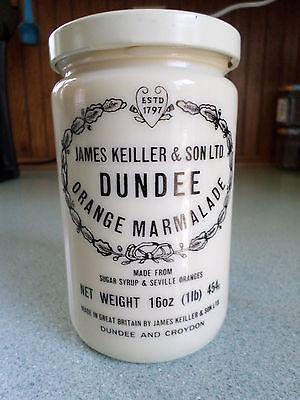 ESTD
1797
JAMES KEILLER & SON LTD
DUNDEE
ORANGE MARMALADE
MADE FROM
SUGAR SYRUP & SEVILLE ORANGES
NET WEIGHT 16oz (1lb) 454g
MADE IN GREAT BRITAIN BY JAMES KEILLER & SON LTD.
DUNDEE AND CROYDON